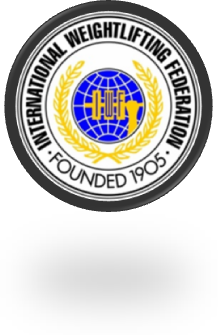 INTERNATIONAL WEIGHTLIFTING FEDERATION
· FOUNDED 1905 ·